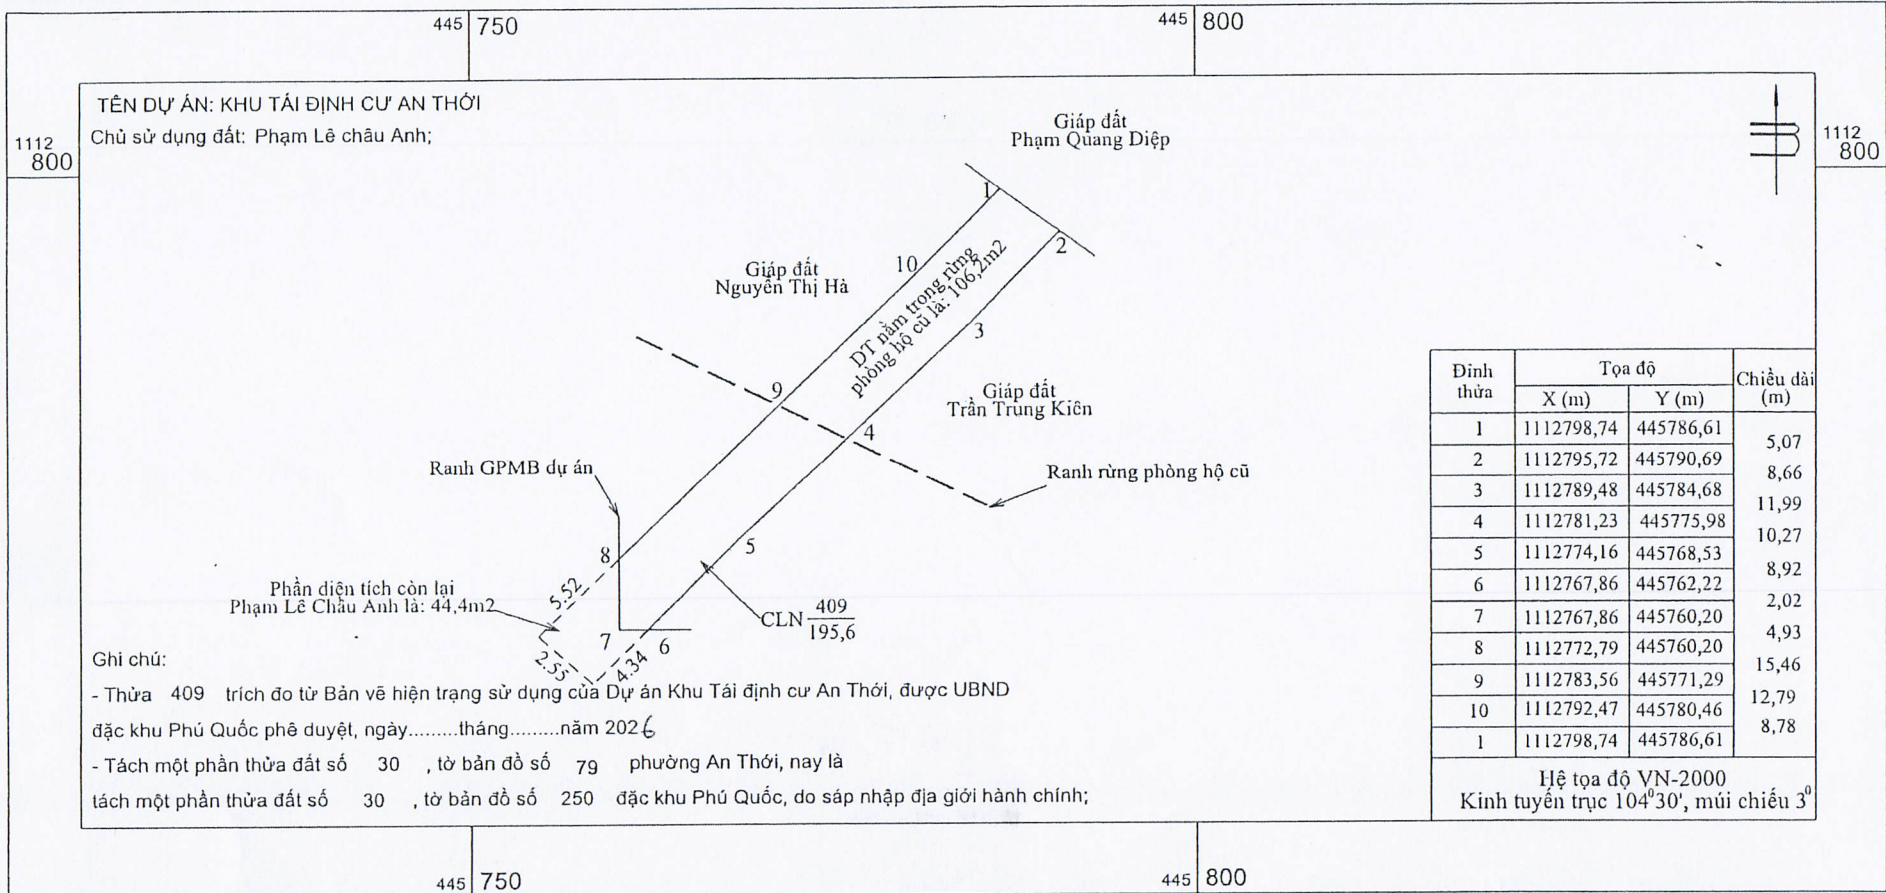 445 750
445 800
TÊN DỰ ÁN: KHU TÁI ĐỊNH CƯ AN THỚI
Chủ sử dụng đất: Phạm Lê châu Anh;
1112
800
1112
800
Giáp đất
Phạm Quang Diệp
1
2
10
Giáp đất
Nguyễn Thị Hà
DT nằm trong rừng
phòng hộ cũ là: 106,2m2
3
9
Giáp đất
Trần Trung Kiên
4
Ranh GPMB dự án
Ranh rừng phòng hộ cũ
5
8
Phần diện tích còn lại
Phạm Lê Châu Anh là: 44,4m2
5.52
CLN 409
195,6
7
6
2.55
4.34
Đỉnh thửa Tọa độ Chiều dài (m)
X (m) Y (m)
1 1112798,74 445786,61
5,07
2 1112795,72 445790,69
8,66
3 1112789,48 445784,68
11,99
4 1112781,23 445775,98
10,27
5 1112774,16 445768,53
8,92
6 1112767,86 445762,22
2,02
7 1112767,86 445760,20
4,93
8 1112772,79 445760,20
15,46
9 1112783,56 445771,29
12,79
10 1112792,47 445780,46
8,78
1 1112798,74 445786,61
Hệ tọa độ VN-2000
Kinh tuyến trục 104⁰30', múi chiếu 3⁰
Ghi chú:
- Thửa 409 trích đo từ Bản vẽ hiện trạng sử dụng của Dự án Khu Tái định cư An Thới, được UBND
đặc khu Phú Quốc phê duyệt, ngày.........tháng.........năm 2026
- Tách một phần thửa đất số 30 , tờ bản đồ số 79 phường An Thới, nay là
tách một phần thửa đất số 30 , tờ bản đồ số 250 đặc khu Phú Quốc, do sáp nhập địa giới hành chính;
445 750
445 800